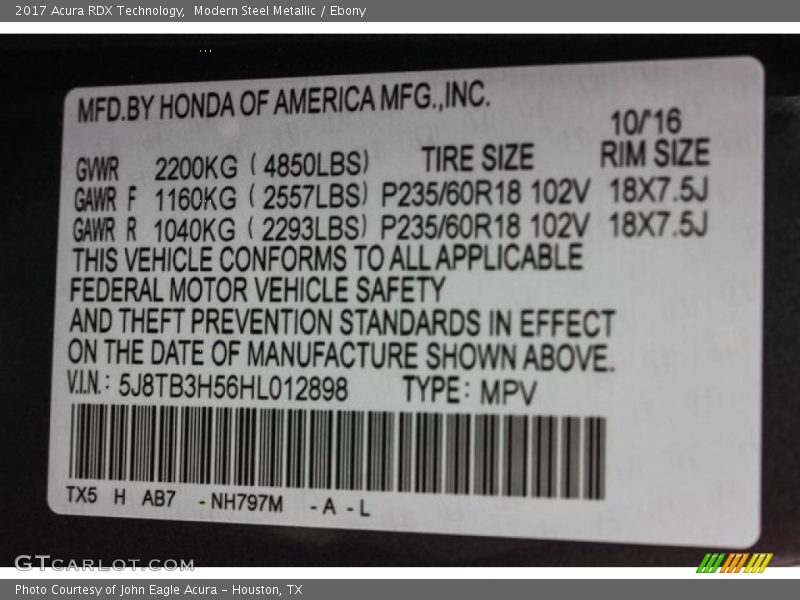 2017 Acura RDX Technology,  Modern Steel Metallic / Ebony
MFD.BY HONDA OF AMERICA MFG.,INC.
10/'16
GVWR 2200KG ( 4850LBS) TIRE SIZE RIM SIZE
GAWR F 1160KG ( 2557LBS) P235/60R18 102V 18X7.5J
GAWR R 1040KG ( 2293LBS) P235/60R18 102V 18X7.5J
THIS VEHICLE CONFORMS TO ALL APPLICABLE
FEDERAL MOTOR VEHICLE SAFETY
AND THEFT PREVENTION STANDARDS IN EFFECT
ON THE DATE OF MANUFACTURE SHOWN ABOVE.
V.I.N.: 5J8TB3H56HL012898 TYPE: MPV
TX5 H AB7 - NH797M - A - L
GTCARLOT.COM
Photo Courtesy of John Eagle Acura - Houston, TX